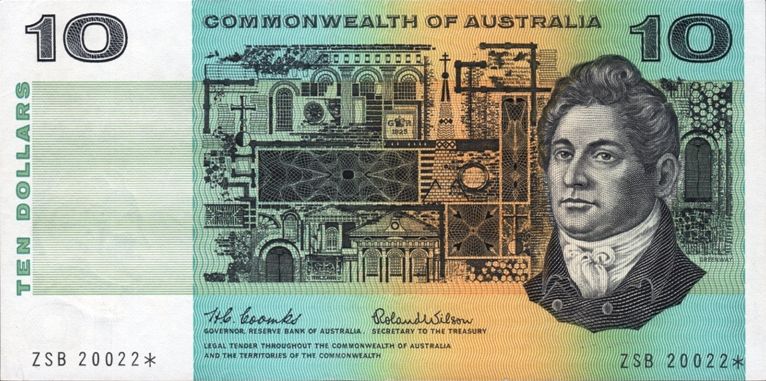 10
COMMONWEALTH OF AUSTRALIA
10
TEN DOLLARS
G R
1825
GREENWAY
H.C. Coombs
Roland Wilson
GOVERNOR, RESERVE BANK OF AUSTRALIA.
SECRETARY TO THE TREASURY
LEGAL TENDER THROUGHOUT THE COMMONWEALTH OF AUSTRALIA
AND THE TERRITORIES OF THE COMMONWEALTH
ZSB 20022*
ZSB 20022*